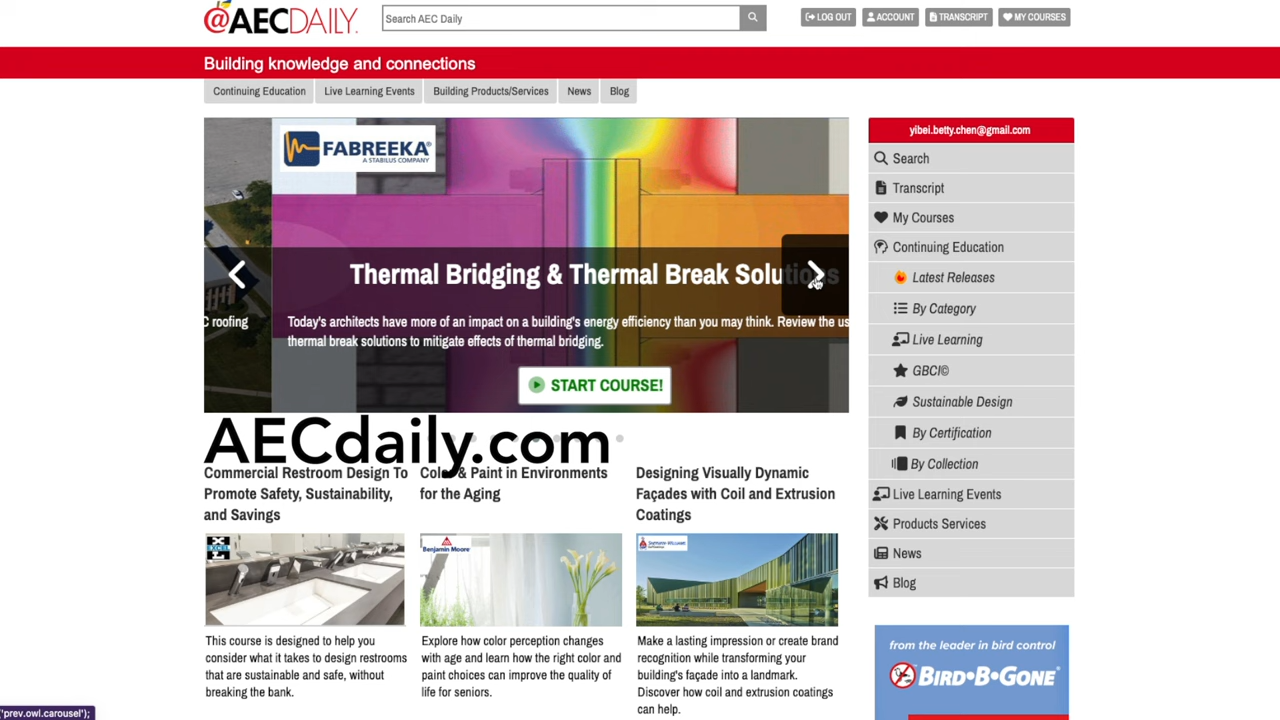 @AECDAILY.
Search AEC Daily
LOG OUT
ACCOUNT
TRANSCRIPT
MY COURSES
Building knowledge and connections
Continuing Education
Live Learning Events
Building Products/Services
News
Blog
FABREEKA
A STABILUS COMPANY
Thermal Bridging & Thermal Break Solutions
C roofing
Today's architects have more of an impact on a building's energy efficiency than you may think. Review the us
thermal break solutions to mitigate effects of thermal bridging.
START COURSE!
AECdaily.com
Commercial Restroom Design To
Promote Safety, Sustainability,
and Savings
XCEL
This course is designed to help you
consider what it takes to design restrooms
that are sustainable and safe, without
breaking the bank.
Color & Paint in Environments
for the Aging
Benjamin Moore
Explore how color perception changes
with age and learn how the right color and
paint choices can improve the quality of
life for seniors.
Designing Visually Dynamic
Façades with Coil and Extrusion
Coatings
SHERWIN-WILLIAMS
Make a lasting impression or create brand
recognition while transforming your
building's façade into a landmark.
Discover how coil and extrusion coatings
can help.
yibei.betty.chen@gmail.com
Search
Transcript
My Courses
Continuing Education
Latest Releases
By Category
Live Learning
GBCI©
Sustainable Design
By Certification
By Collection
Live Learning Events
Products Services
News
Blog
from the leader in bird control
BIRD•B•GONE
'prev.owl.carousel');